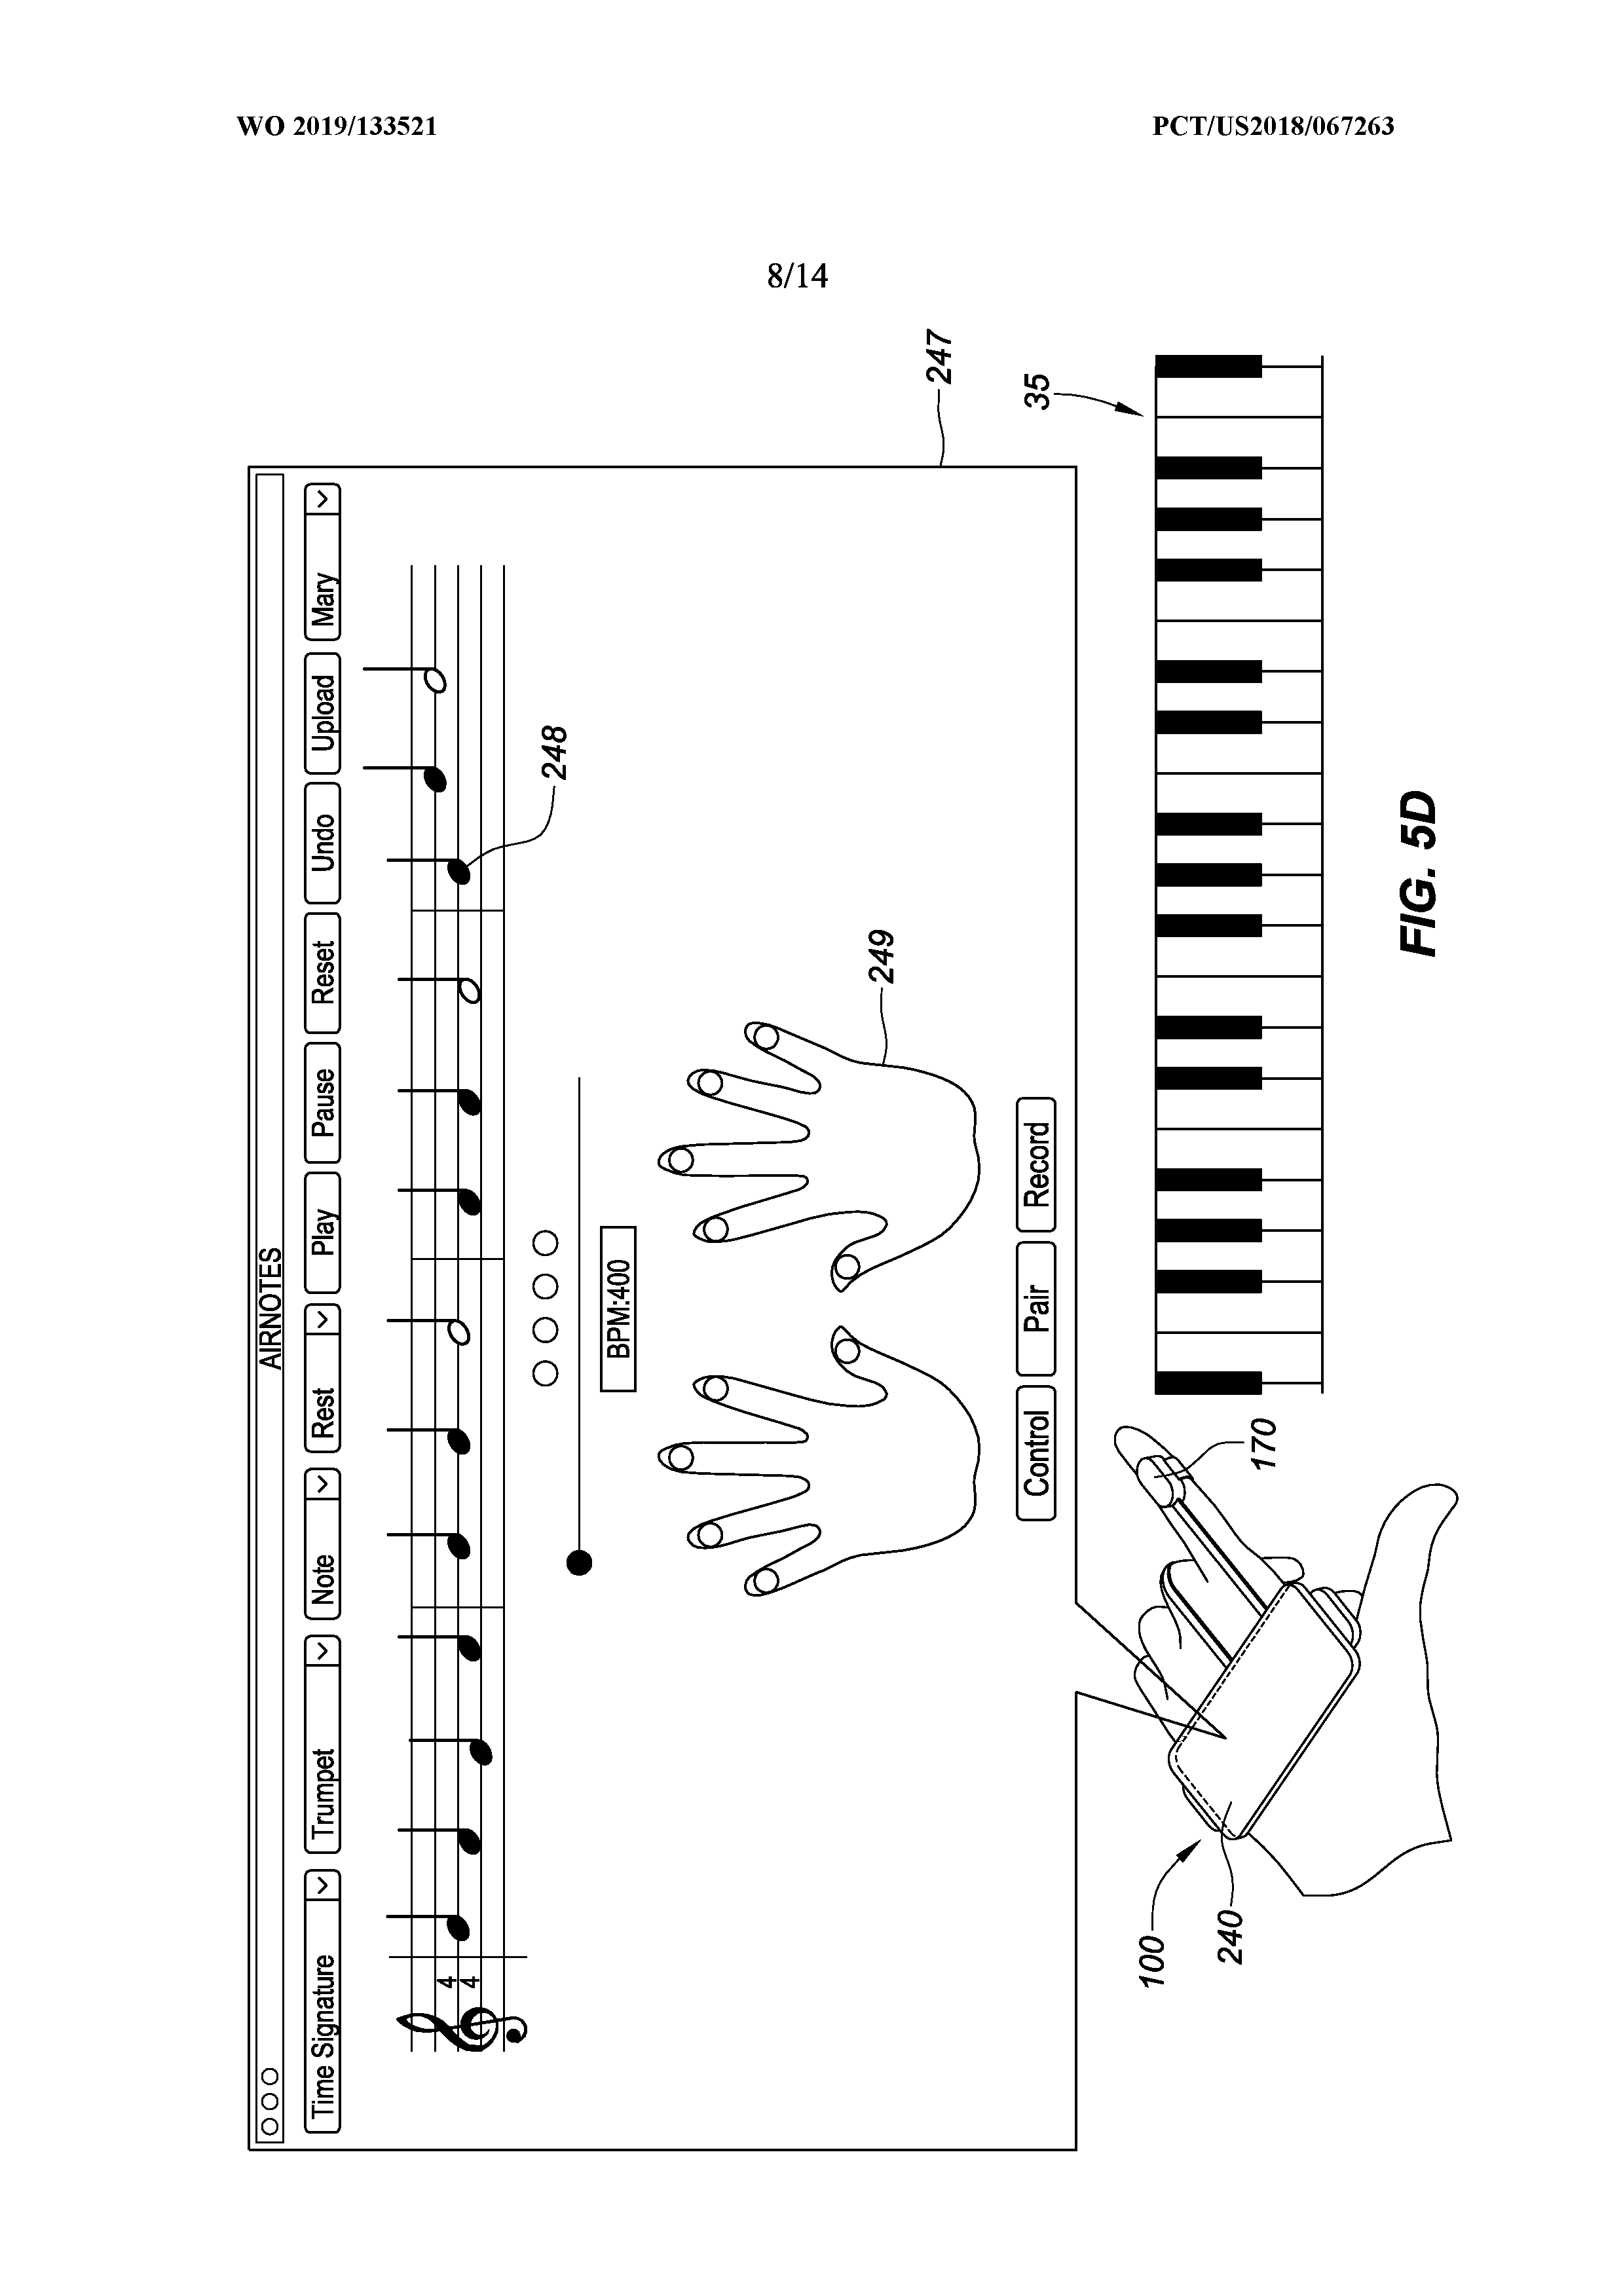 WO 2019/133521 PCT/US2018/067263
8/14
AIRNOTES
Time Signature Trumpet Note Rest Play Pause Reset Undo Upload Mary
4
4
248
BPM:400
249
Control Pair Record
247
35
100
240
170
FIG. 5D